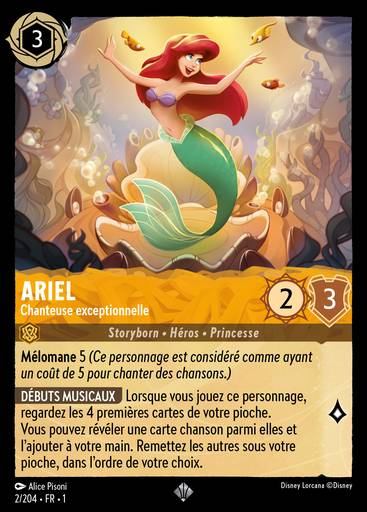 3
ARIEL
Chanteuse exceptionnelle
2
3
Storyborn • Héros • Princesse
Mélomane 5 (Ce personnage est considéré comme ayant
un coût de 5 pour chanter des chansons.)
DÉBUTS MUSICAUX Lorsque vous jouez ce personnage,
regardez les 4 premières cartes de votre pioche.
Vous pouvez révéler une carte chanson parmi elles et
l'ajouter à votre main. Remettez les autres sous votre
pioche, dans l'ordre de votre choix.
Alice Pisoni
Disney Lorcana ©Disney
2/204 • FR • 1